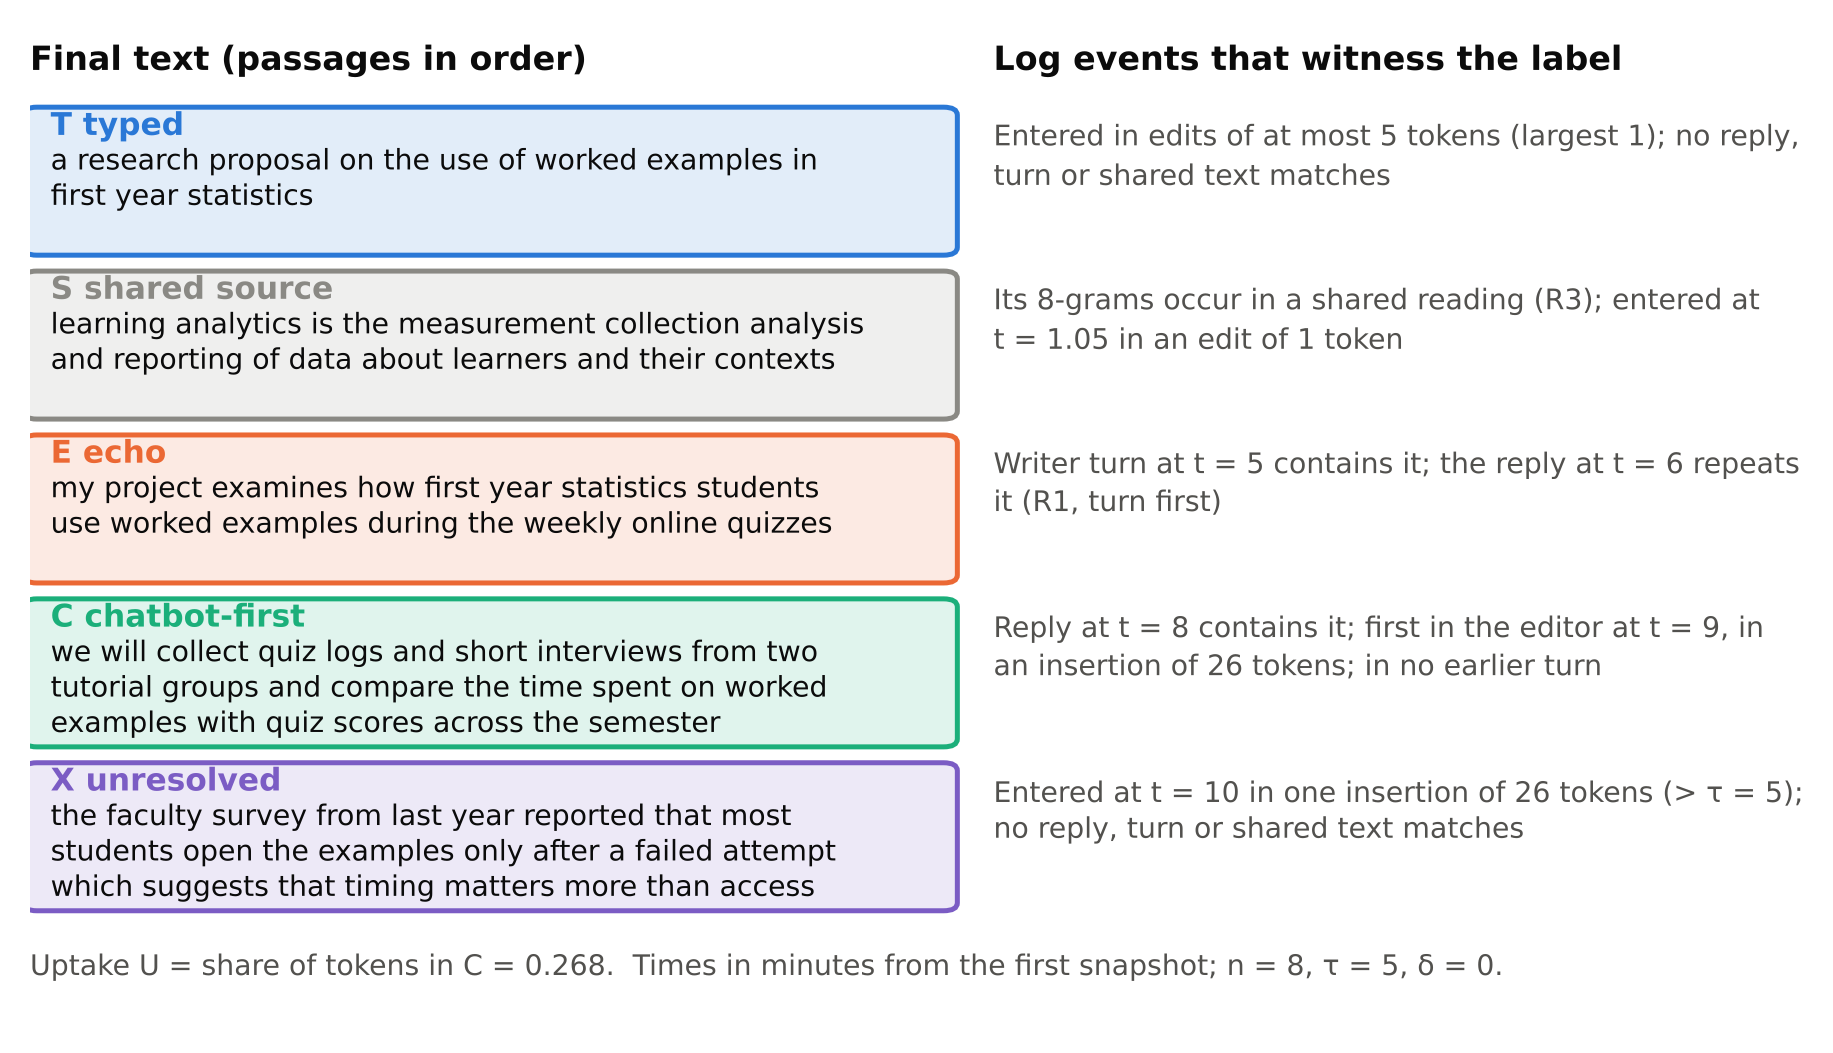 Final text (passages in order)
Log events that witness the label
T typed
a research proposal on the use of worked examples in
first year statistics
Entered in edits of at most 5 tokens (largest 1); no reply,
turn or shared text matches
S shared source
learning analytics is the measurement collection analysis
and reporting of data about learners and their contexts
Its 8-grams occur in a shared reading (R3); entered at
t = 1.05 in an edit of 1 token
E echo
my project examines how first year statistics students
use worked examples during the weekly online quizzes
Writer turn at t = 5 contains it; the reply at t = 6 repeats
it (R1, turn first)
C chatbot-first
we will collect quiz logs and short interviews from two
tutorial groups and compare the time spent on worked
examples with quiz scores across the semester
Reply at t = 8 contains it; first in the editor at t = 9, in
an insertion of 26 tokens; in no earlier turn
X unresolved
the faculty survey from last year reported that most
students open the examples only after a failed attempt
which suggests that timing matters more than access
Entered at t = 10 in one insertion of 26 tokens (> τ = 5);
no reply, turn or shared text matches
Uptake U = share of tokens in C = 0.268.  Times in minutes from the first snapshot; n = 8, τ = 5, δ = 0.